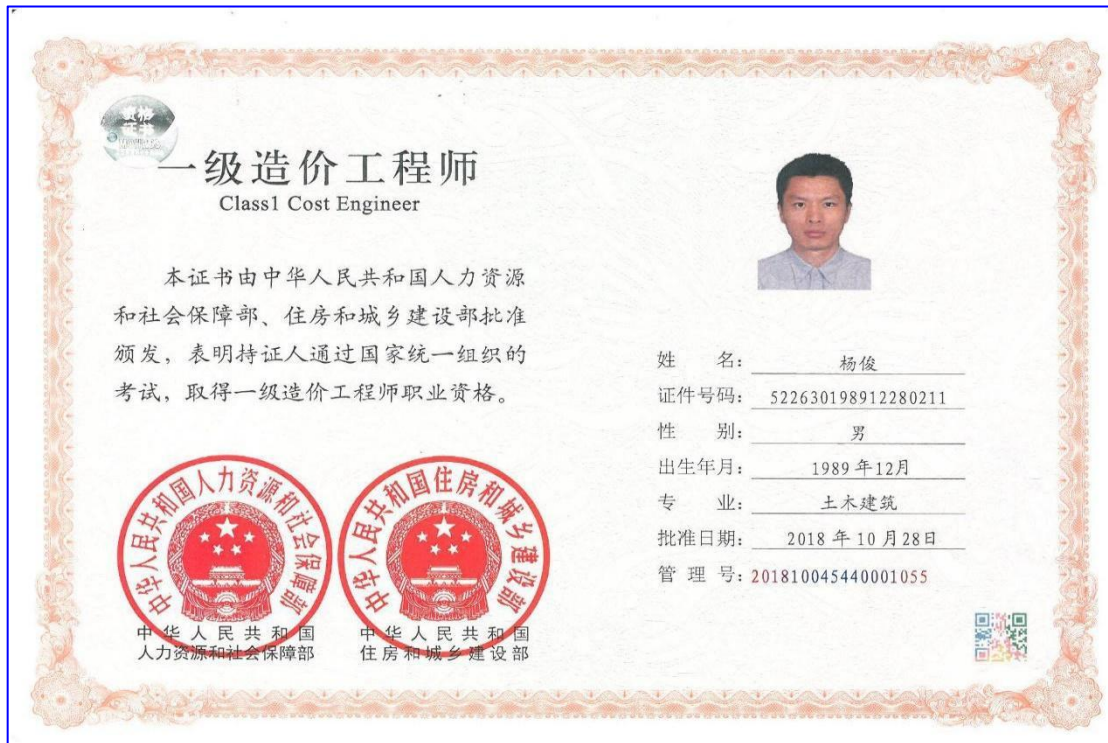 一级造价工程师
Class1 Cost Engineer
本证书由中华人民共和国人力资源
和社会保障部、住房和城乡建设部批准
颁发，表明持证人通过国家统一组织的
考试，取得一级造价工程师职业资格。
中华人民共和国人力资源和社会保障部
中华人民共和国住房和城乡建设部
中华人民共和国
人力资源和社会保障部
中华人民共和国
住房和城乡建设部
姓 名：杨俊
证件号码：522630198912280211
性 别：男
出生年月：1989年12月
专 业：土木建筑
批准日期：2018年10月28日
管 理 号：201810045440001055